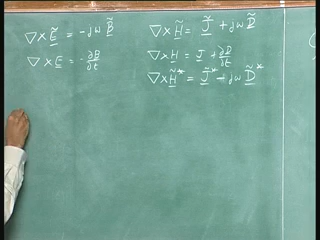 ∇ × Ẽ = -jω B̃
∇ × E = -∂B/∂t
∇ × H̃ = J̃ + jω D̃
∇ × H = J + ∂D/∂t
∇ × H̃* = J̃* - jω D̃*